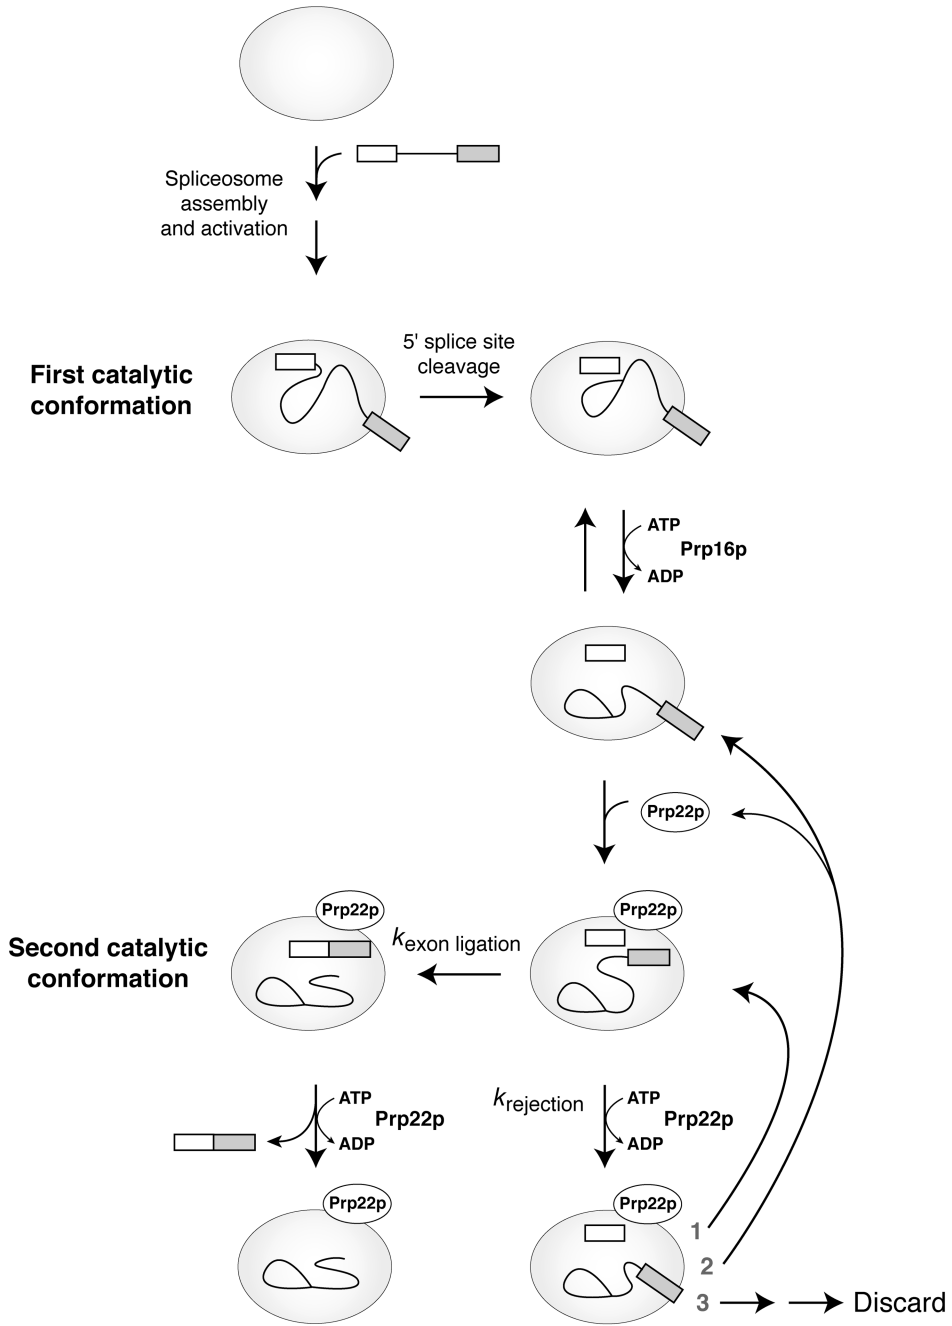 Spliceosome
assembly
and activation
First catalytic
conformation
5' splice site
cleavage
ATP
Prp16p
ADP
Prp22p
Second catalytic
conformation
Prp22p
kexon ligation
Prp22p
ATP
Prp22p
ADP
krejection
ATP
Prp22p
ADP
Prp22p
Prp22p
1
2
3
Discard